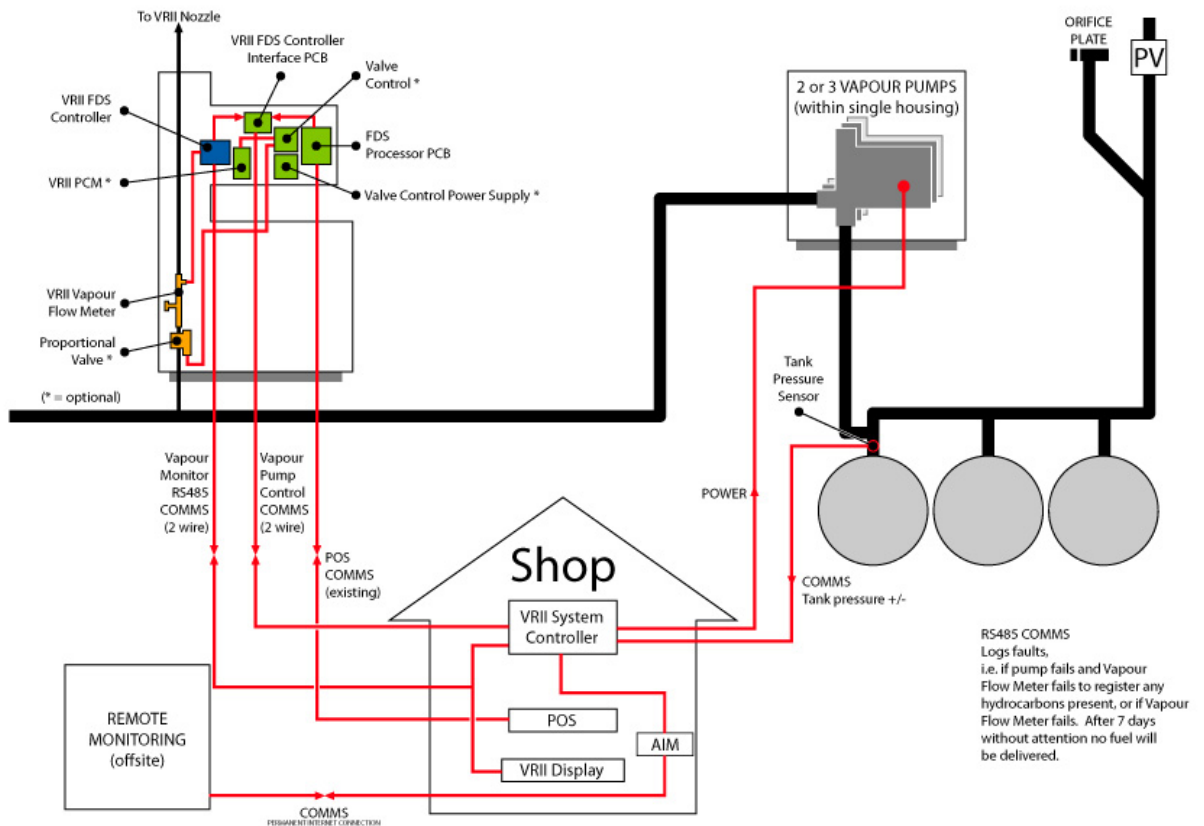 To VRII Nozzle
VRII FDS Controller
Interface PCB
Valve
Control *
VRII FDS
Controller
FDS
Processor PCB
VRII PCM *
Valve Control Power Supply *
VRII Vapour
Flow Meter
Proportional
Valve *
(* = optional)
2 or 3 VAPOUR PUMPS
(within single housing)
ORIFICE
PLATE
PV
Tank
Pressure
Sensor
Vapour
Monitor
RS485
COMMS
(2 wire)
Vapour
Pump
Control
COMMS
(2 wire)
POS
COMMS
(existing)
POWER
COMMS
Tank pressure +/-
Shop
VRII System
Controller
POS
AIM
VRII Display
REMOTE
MONITORING
(offsite)
COMMS
PERMANENT INTERNET CONNECTION
RS485 COMMS
Logs faults,
i.e. if pump fails and Vapour
Flow Meter fails to register any
hydrocarbons present, or if Vapour
Flow Meter fails. After 7 days
without attention no fuel will
be delivered.